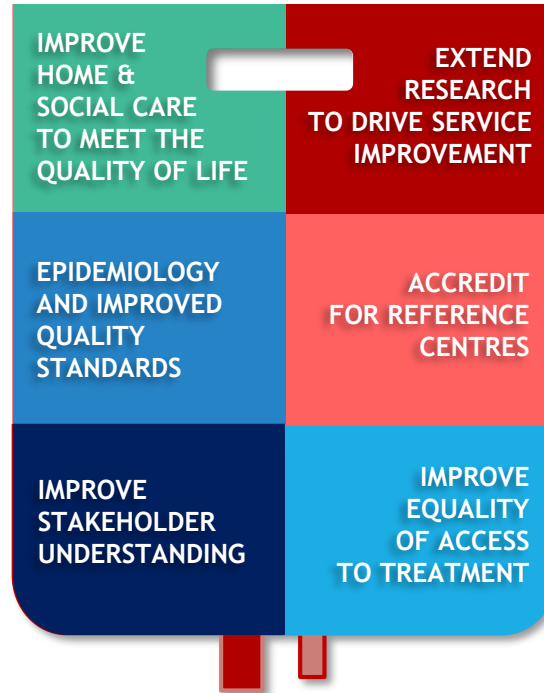 IMPROVE
HOME &
SOCIAL CARE
TO MEET THE
QUALITY OF LIFE
EXTEND
RESEARCH
TO DRIVE SERVICE
IMPROVEMENT
EPIDEMIOLOGY
AND IMPROVED
QUALITY
STANDARDS
ACCREDIT
FOR REFERENCE
CENTRES
IMPROVE
STAKEHOLDER
UNDERSTANDING
IMPROVE
EQUALITY
OF ACCESS
TO TREATMENT